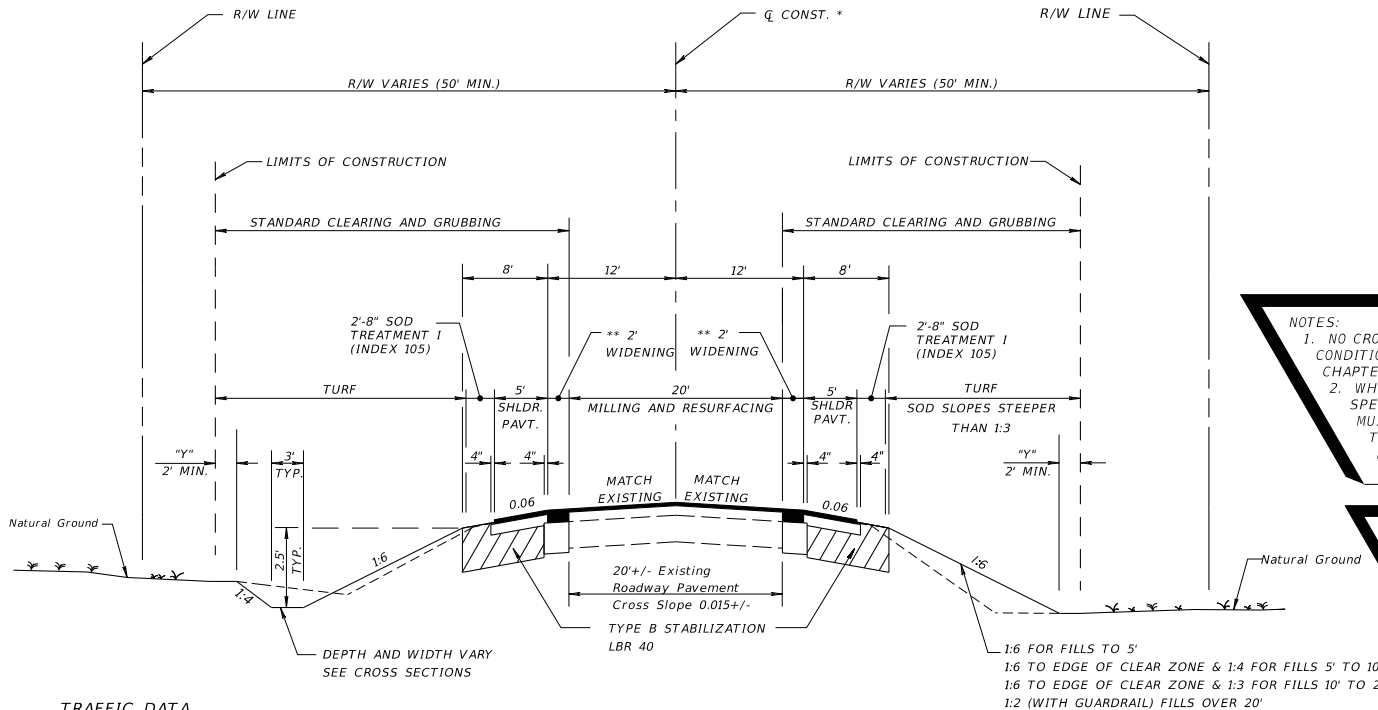 R/W LINE
℄ CONST. *
R/W LINE
R/W VARIES (50' MIN.)
R/W VARIES (50' MIN.)
LIMITS OF CONSTRUCTION
LIMITS OF CONSTRUCTION
STANDARD CLEARING AND GRUBBING
STANDARD CLEARING AND GRUBBING
8'
12'
12'
8'
2'-8" SOD
TREATMENT I
(INDEX 105)
** 2'
WIDENING
** 2'
WIDENING
2'-8" SOD
TREATMENT I
(INDEX 105)
NOTES:
1. NO CRO
CONDITIO
CHAPTE
2. WH
SPE
MU
T
TURF
5'
SHLDR.
PAVT.
20'
MILLING AND RESURFACING
5'
SHLDR
PAVT.
TURF
SOD SLOPES STEEPER
THAN 1:3
"Y"
2' MIN.
3'
TYP.
4"
4"
4"
4"
"Y"
2' MIN.
MATCH
EXISTING
MATCH
EXISTING
0.06
0.06
Natural Ground
2.5'
TYP.
1:6
1:6
Natural Ground
1:4
20'+/- Existing
Roadway Pavement
Cross Slope 0.015+/-
TYPE B STABILIZATION
LBR 40
DEPTH AND WIDTH VARY
SEE CROSS SECTIONS
1:6 FOR FILLS TO 5'
1:6 TO EDGE OF CLEAR ZONE & 1:4 FOR FILLS 5' TO 10
1:6 TO EDGE OF CLEAR ZONE & 1:3 FOR FILLS 10' TO 2
1:2 (WITH GUARDRAIL) FILLS OVER 20'
TRAFFIC DATA